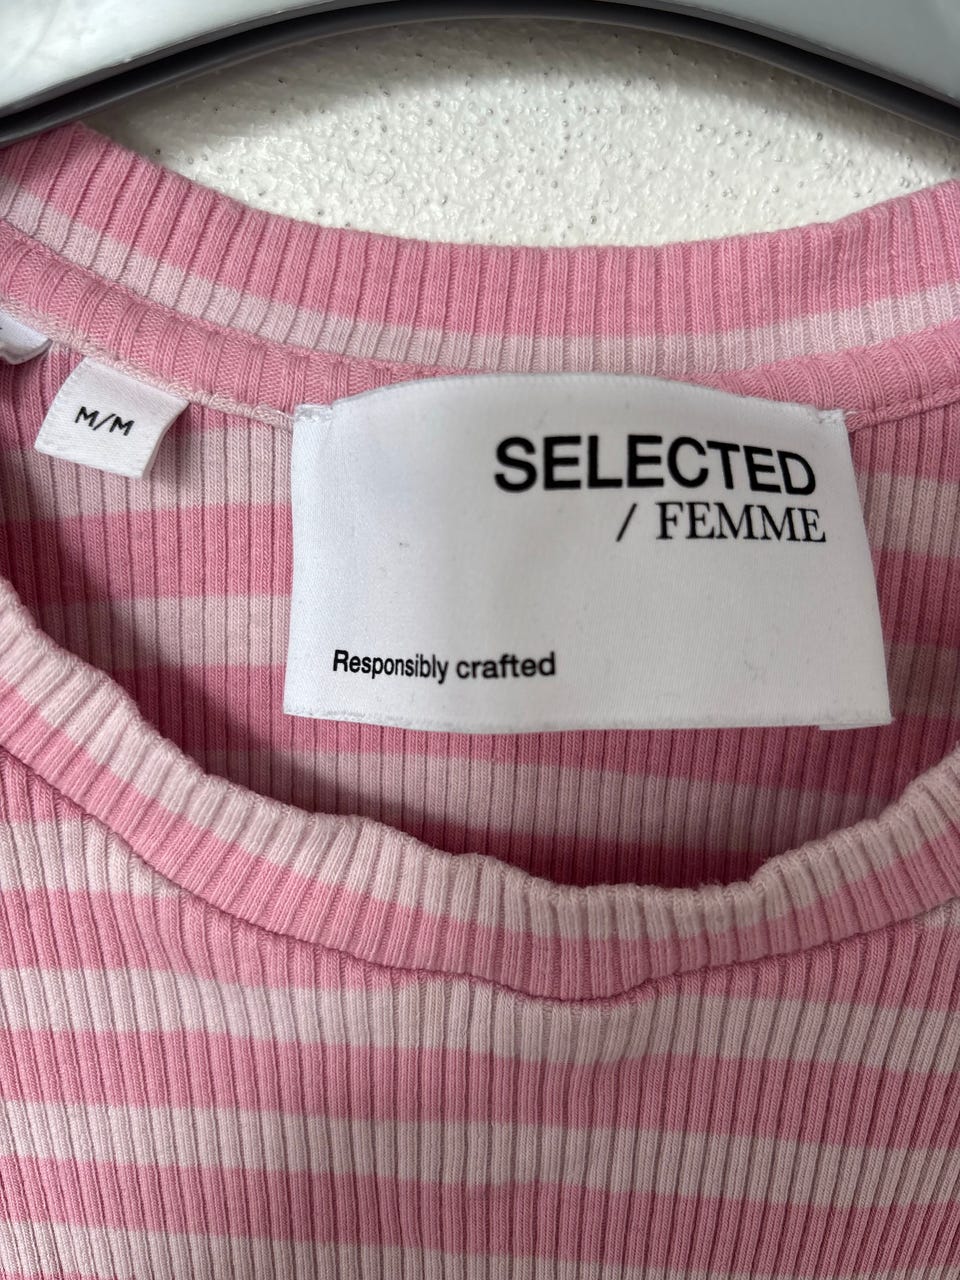 M/M
SELECTED
/ FEMME
Responsibly crafted